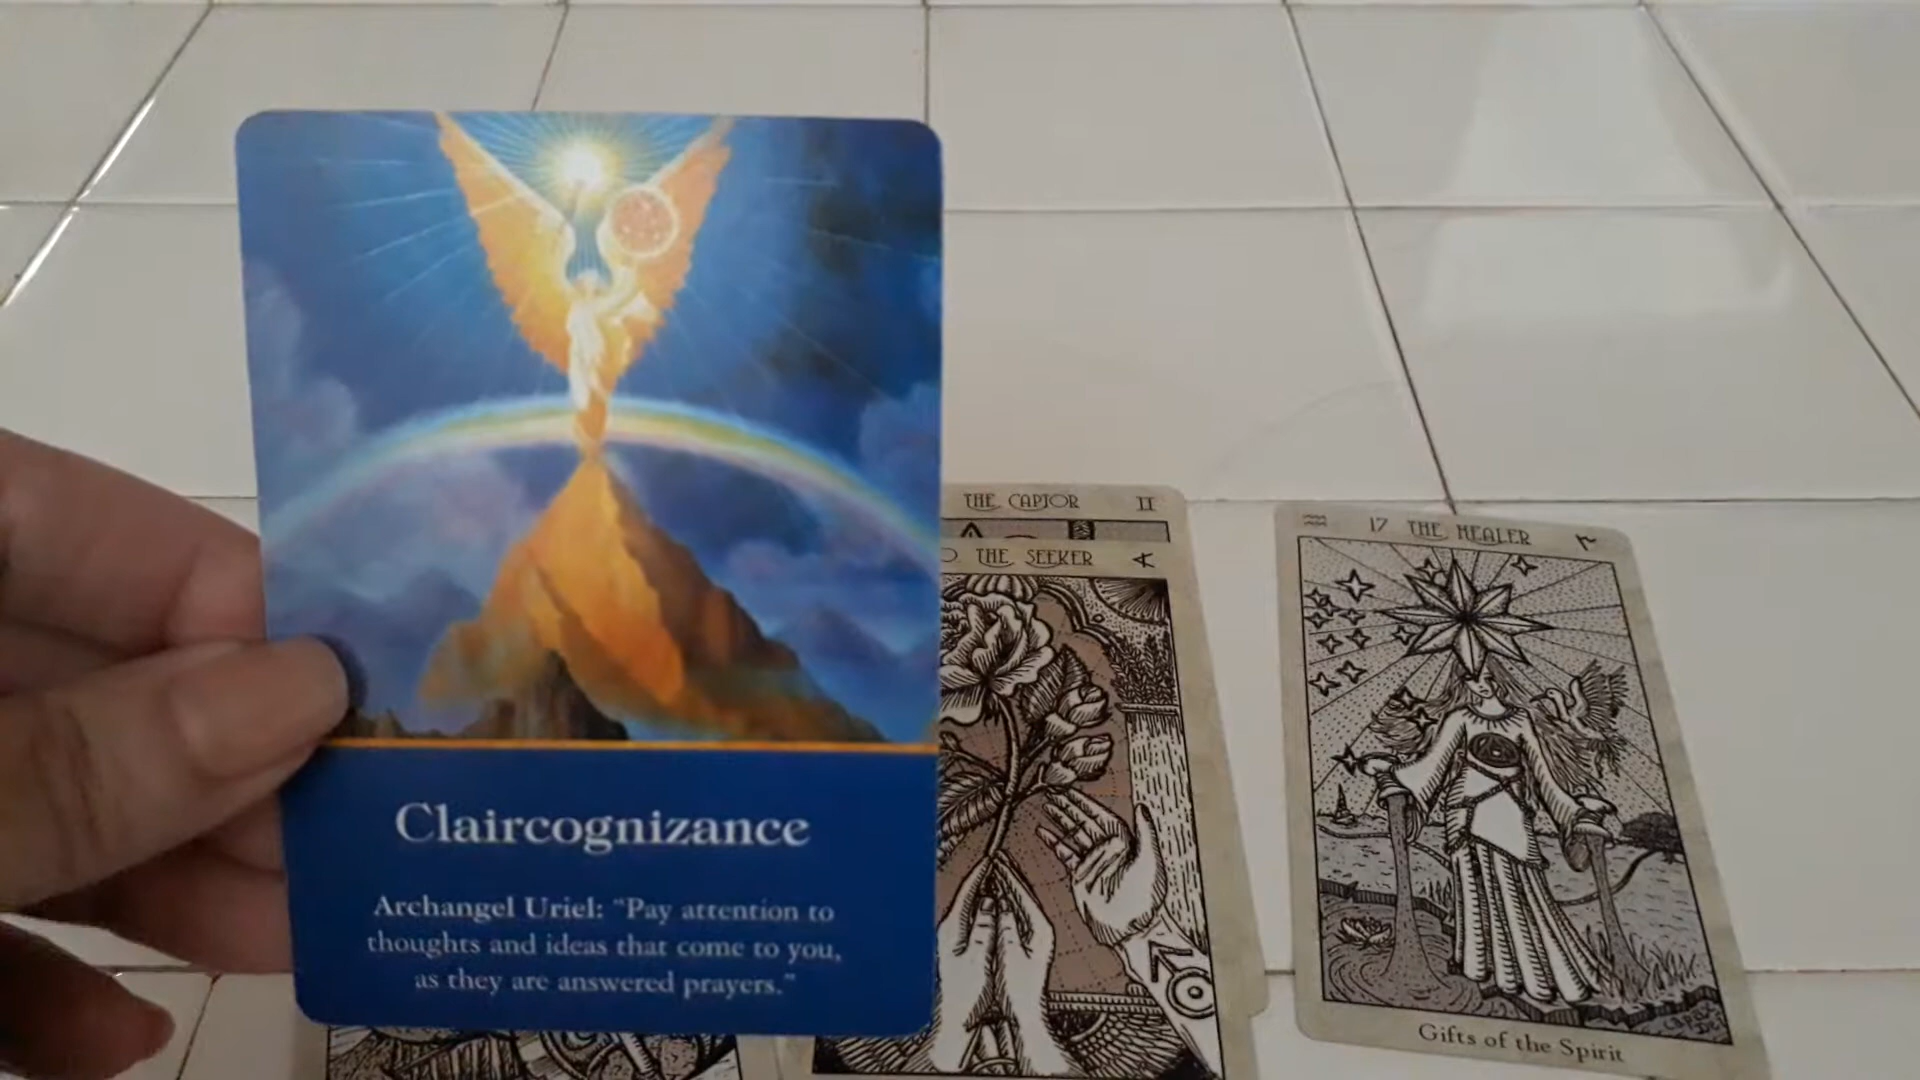 Claircognizance
Archangel Uriel: "Pay attention to
thoughts and ideas that come to you,
as they are answered prayers."
THE CAPTOR II
THE SEEKER
17 THE HEALER
Gifts of the Spirit